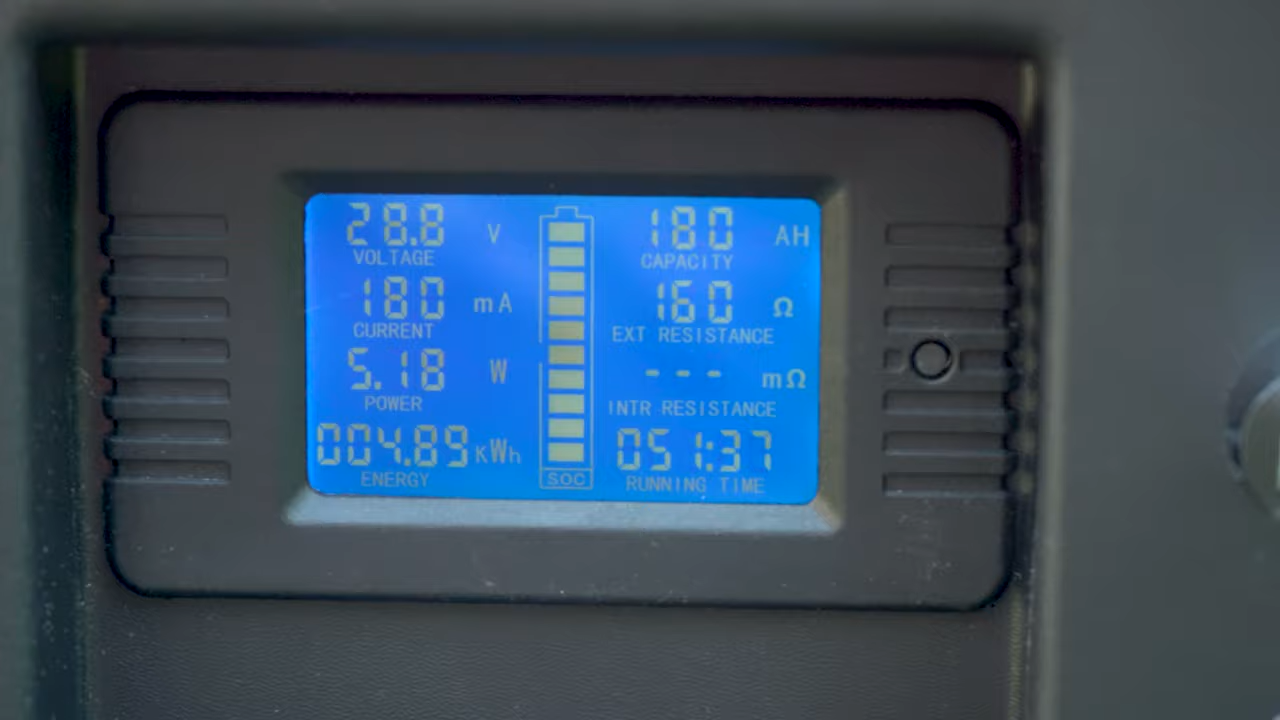 28.8 V
VOLTAGE
180 mA
CURRENT
5.18 W
POWER
004.89 KWh
ENERGY
SOC
180 AH
CAPACITY
160 Ω
EXT RESISTANCE
--- mΩ
INTR RESISTANCE
051:37
RUNNING TIME